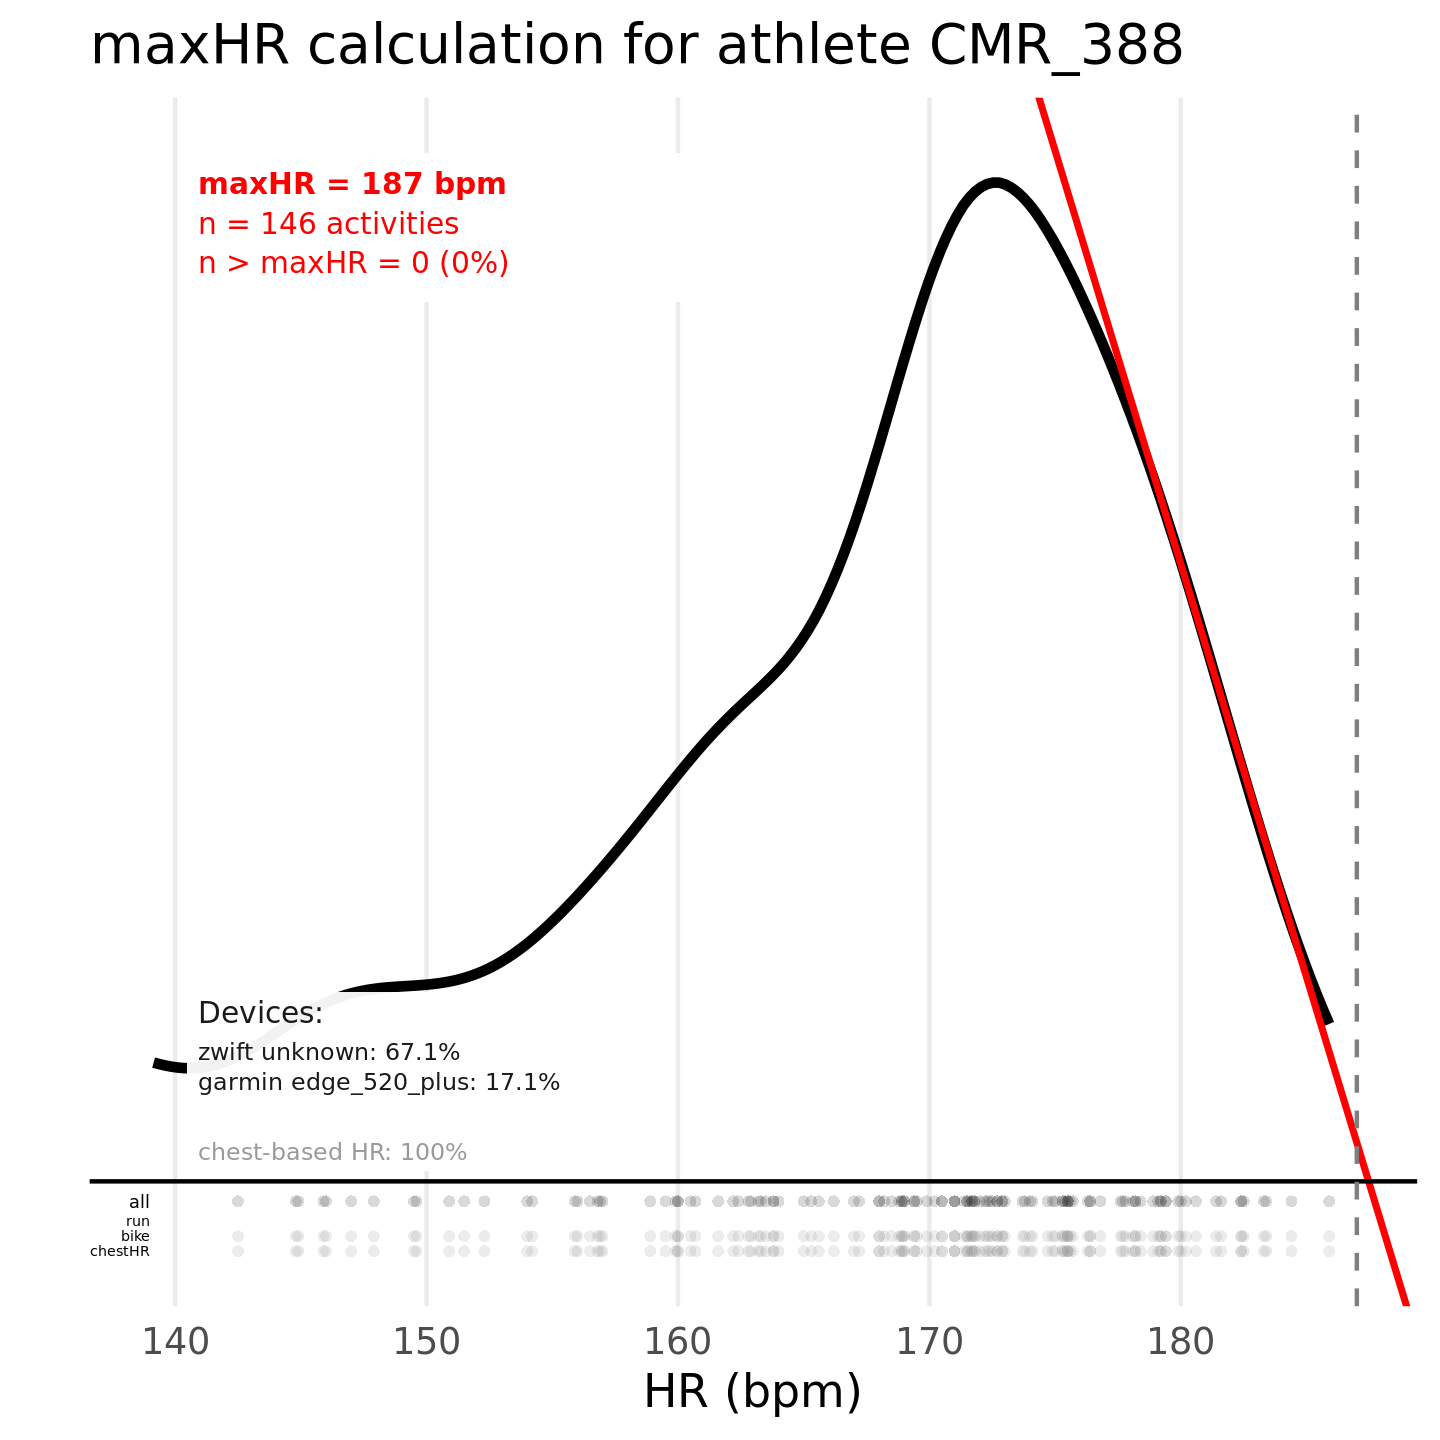 maxHR calculation for athlete CMR_388
maxHR = 187 bpm
n = 146 activities
n > maxHR = 0 (0%)
Devices:
zwift unknown: 67.1%
garmin edge_520_plus: 17.1%
chest-based HR: 100%
all
run
bike
chestHR
140 150 160 170 180
HR (bpm)